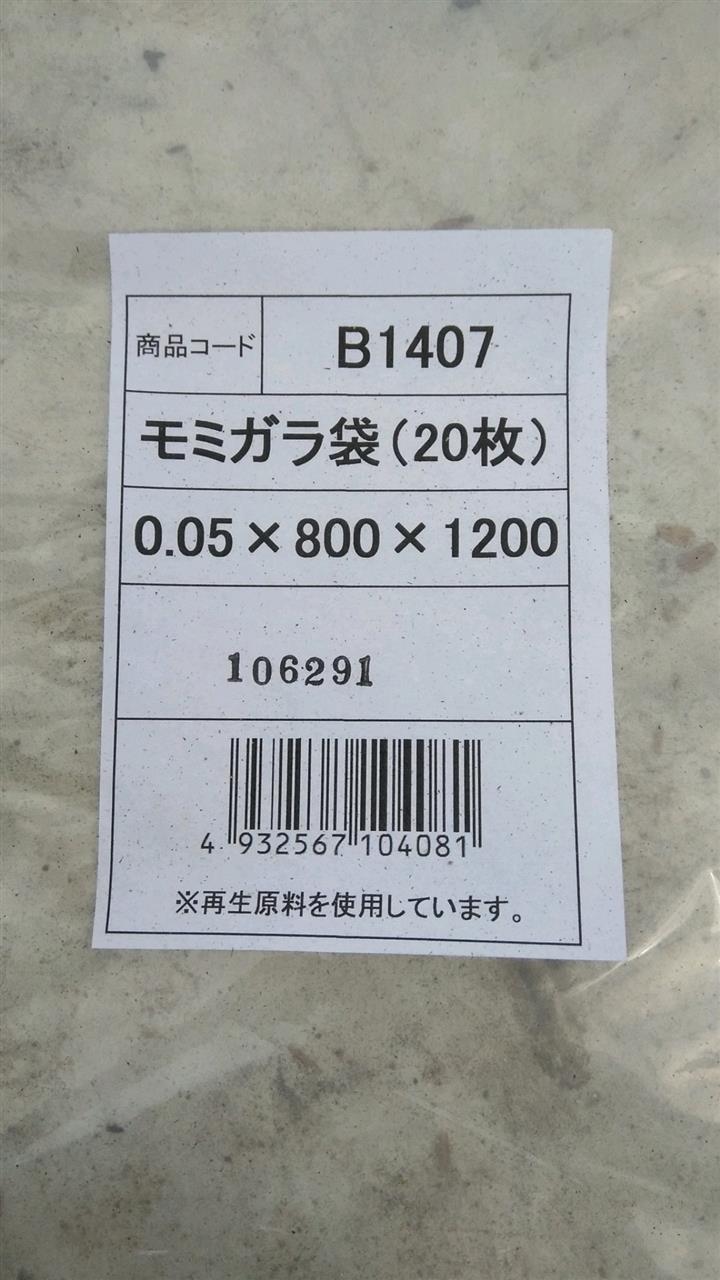 商品コード B1407
モミガラ袋(20枚)
0.05×800×1200
106291
4 932567 104081
※再生原料を使用しています。